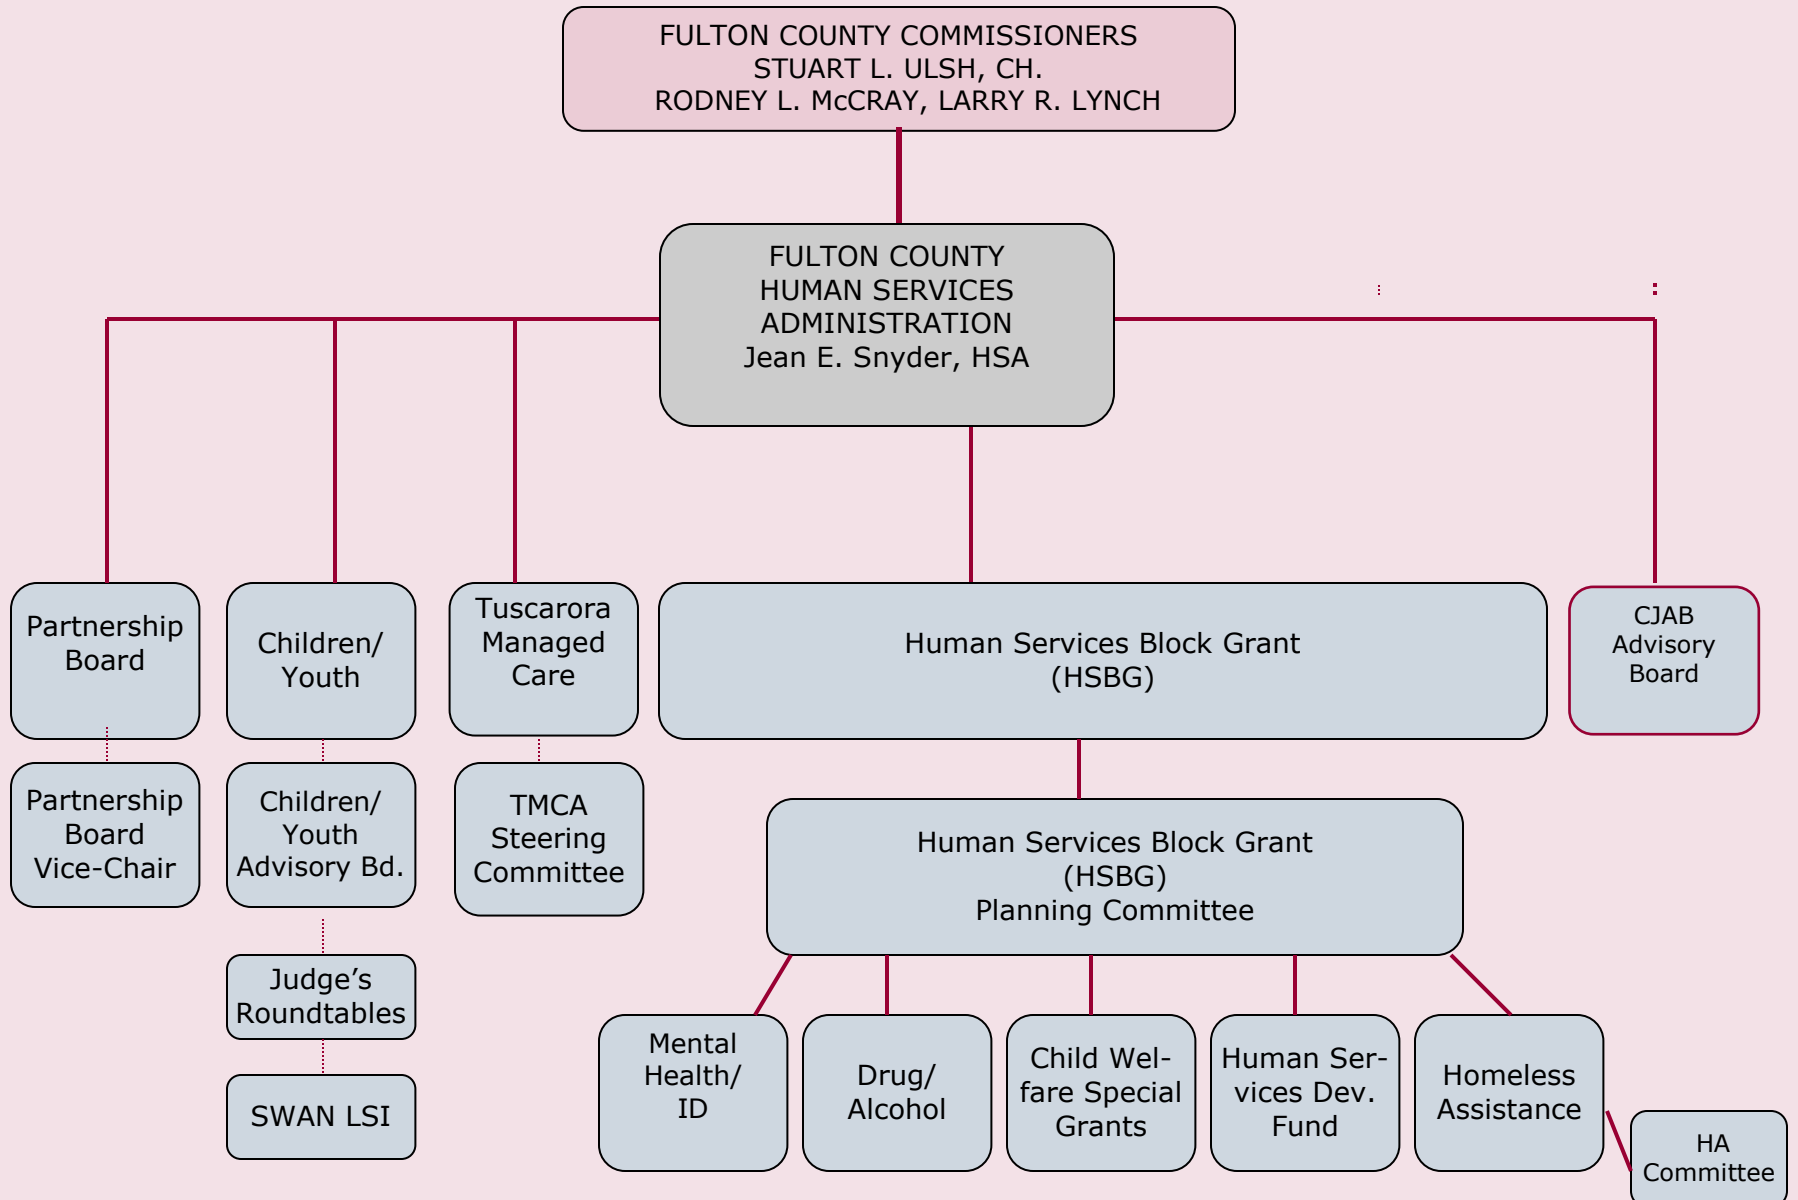 FULTON COUNTY COMMISSIONERS
STUART L. ULSH, CH.
RODNEY L. McCRAY, LARRY R. LYNCH
FULTON COUNTY
HUMAN SERVICES
ADMINISTRATION
Jean E. Snyder, HSA
Partnership
Board
Children/
Youth
Tuscarora
Managed
Care
Human Services Block Grant
(HSBG)
CJAB
Advisory
Board
Partnership
Board
Vice-Chair
Children/
Youth
Advisory Bd.
TMCA
Steering
Committee
Human Services Block Grant
(HSBG)
Planning Committee
Judge’s
Roundtables
SWAN LSI
Mental
Health/
ID
Drug/
Alcohol
Child Wel-
fare Special
Grants
Human Ser-
vices Dev.
Fund
Homeless
Assistance
HA
Committee